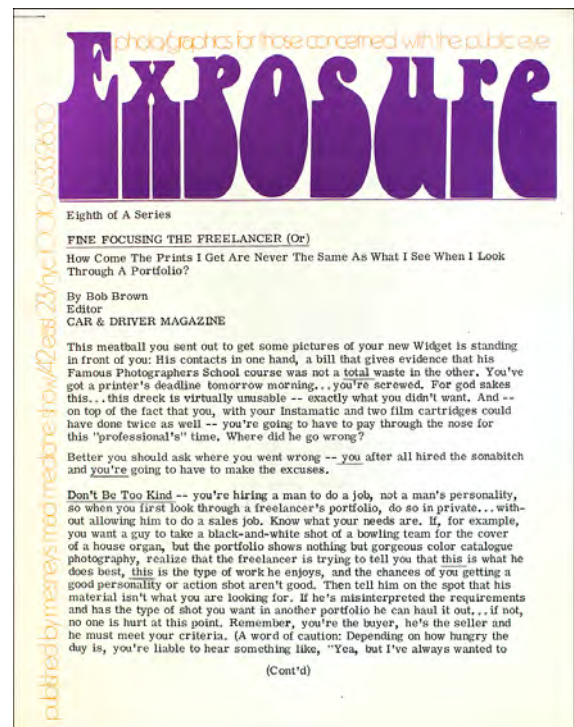 photo/graphics for those concerned with the public eye
Exposure
Eighth of A Series
FINE FOCUSING THE FREELANCER (Or)
How Come The Prints I Get Are Never The Same As What I See When I Look
Through A Portfolio?
By Bob Brown
Editor
CAR & DRIVER MAGAZINE
This meatball you sent out to get some pictures of your new Widget is standing
in front of you: His contacts in one hand, a bill that gives evidence that his
Famous Photographers School course was not a total waste in the other. You've
got a printer's deadline tomorrow morning...you're screwed. For god sakes
this...this dreck is virtually unusable -- exactly what you didn't want. And --
on top of the fact that you, with your Instamatic and two film cartridges could
have done twice as well -- you're going to have to pay through the nose for
this "professional's" time. Where did he go wrong?
Better you should ask where you went wrong -- you after all hired the sonabitch
and you're going to have to make the excuses.
Don't Be Too Kind -- you're hiring a man to do a job, not a man's personality,
so when you first look through a freelancer's portfolio, do so in private...with-
out allowing him to do a sales job. Know what your needs are. If, for example,
you want a guy to take a black-and-white shot of a bowling team for the cover
of a house organ, but the portfolio shows nothing but gorgeous color catalogue
photography, realize that the freelancer is trying to tell you that this is what he
does best, this is the type of work he enjoys, and the chances of you getting a
good personality or action shot aren't good. Then tell him on the spot that his
material isn't what you are looking for. If he's misinterpreted the requirements
and has the type of shot you want in another portfolio he can haul it out...if not,
no one is hurt at this point. Remember, you're the buyer, he's the seller and
he must meet your criteria. (A word of caution: Depending on how hungry the
day is, you're liable to hear something like, "Yea, but I've always wanted to
(Cont'd)
published by mod medicine show/42 east 23/nyc 10010/533-9630